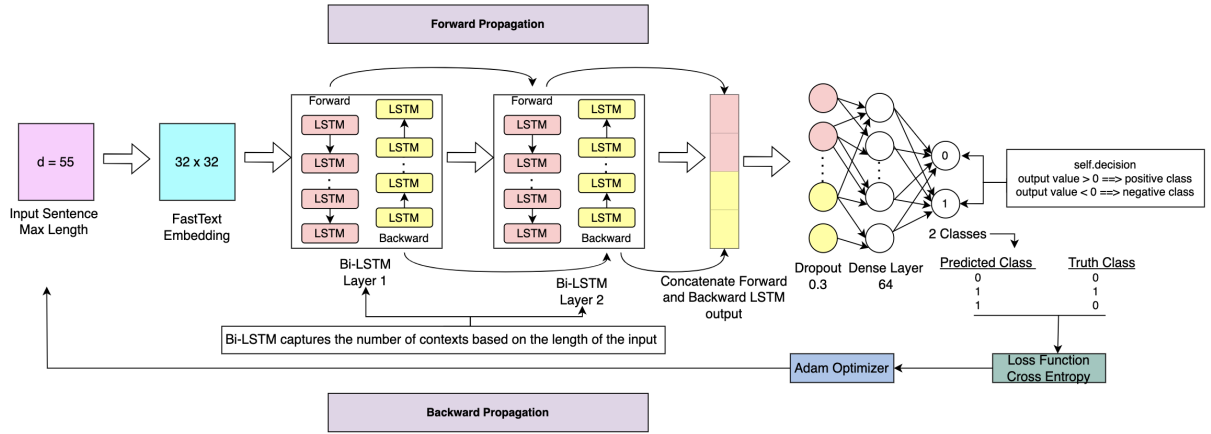 Forward Propagation
d = 55
Input Sentence
Max Length
32 x 32
FastText
Embedding
Forward
LSTM
LSTM
LSTM
LSTM
LSTM
LSTM
LSTM
LSTM
Backward
Bi-LSTM
Layer 1
Forward
LSTM
LSTM
LSTM
LSTM
LSTM
LSTM
LSTM
LSTM
Backward
Bi-LSTM
Layer 2
Bi-LSTM captures the number of contexts based on the length of the input
Concatenate Forward
and Backward LSTM
output
Dropout
0.3
Dense Layer
64
0
1
2 Classes
self.decision
output value > 0 ==> positive class
output value < 0 ==> negative class
Predicted Class Truth Class
0 0
1 1
1 0
Loss Function
Cross Entropy
Adam Optimizer
Backward Propagation